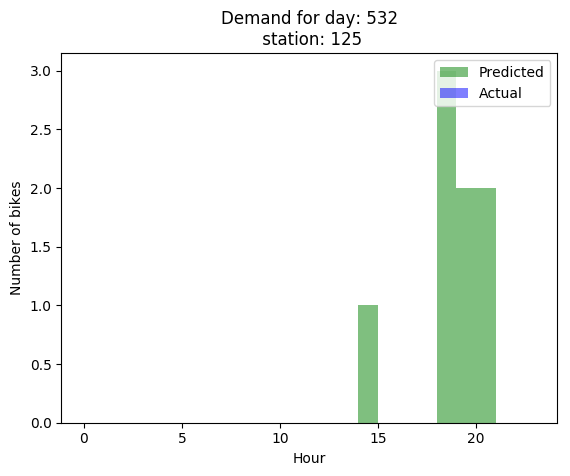 Demand for day: 532
station: 125
Predicted
Actual
3.0
2.5
2.0
1.5
1.0
0.5
0.0
Number of bikes
0 5 10 15 20
Hour